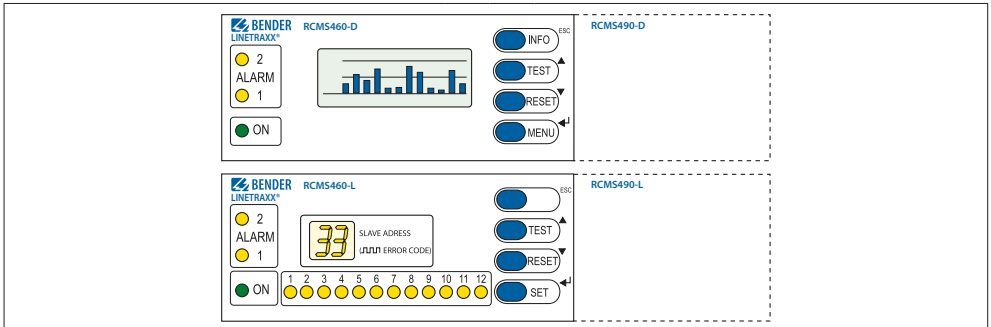 BENDER RCMS460-D
LINETRAXX®
2
ALARM
1
ON
INFO
ESC
TEST
RESET
MENU
RCMS490-D
BENDER RCMS460-L
LINETRAXX®
2
ALARM
1
ON
33
SLAVE ADRESS
( ERROR CODE)
1 2 3 4 5 6 7 8 9 10 11 12
ESC
TEST
RESET
SET
RCMS490-L